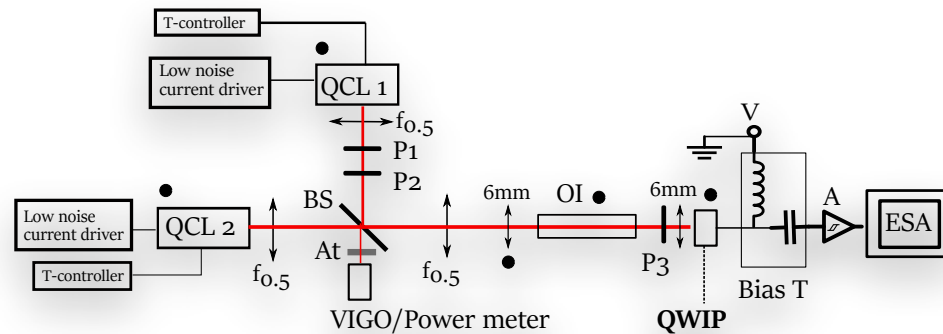 T-controller
Low noise
current driver
QCL 1
f0.5
P1
P2
BS
Low noise
current driver
QCL 2
T-controller
f0.5
At
VIGO/Power meter
f0.5
6mm
OI
6mm
P3
QWIP
V
Bias T
A
ESA